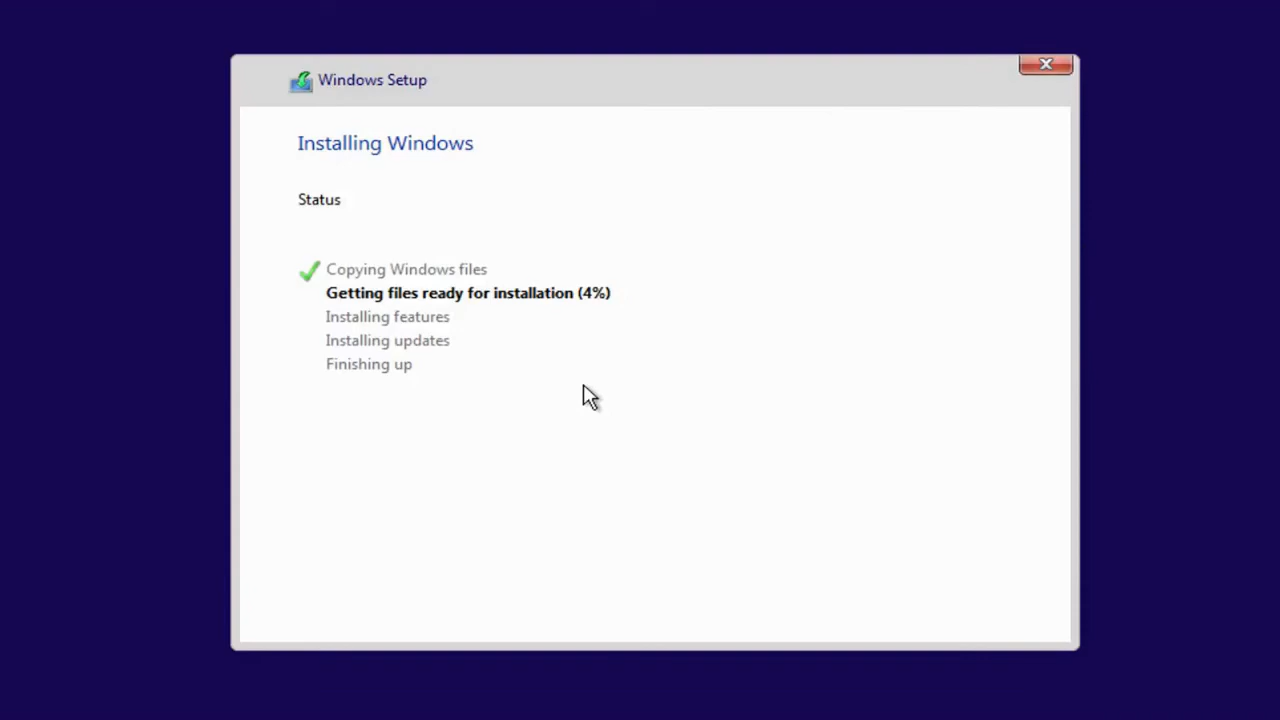 Windows Setup
Installing Windows
Status
Copying Windows files
Getting files ready for installation (4%)
Installing features
Installing updates
Finishing up